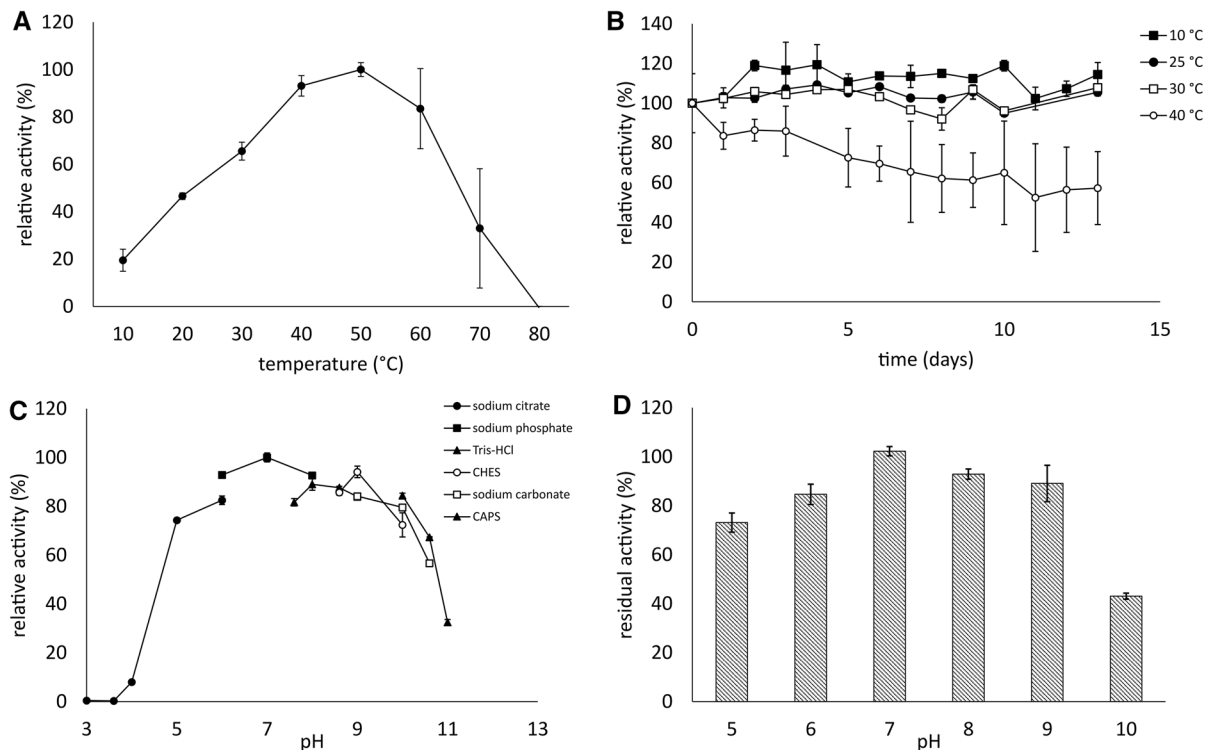 A
relative activity (%)
120
100
80
60
40
20
0
10 20 30 40 50 60 70 80
temperature (°C)
B
relative activity (%)
140
120
100
80
60
40
20
0
0 5 10 15
time (days)
10 °C
25 °C
30 °C
40 °C
C
relative activity (%)
120
100
80
60
40
20
0
3 5 7 9 11 13
pH
sodium citrate
sodium phosphate
Tris-HCl
CHES
sodium carbonate
CAPS
D
residual activity (%)
120
100
80
60
40
20
0
5 6 7 8 9 10
pH